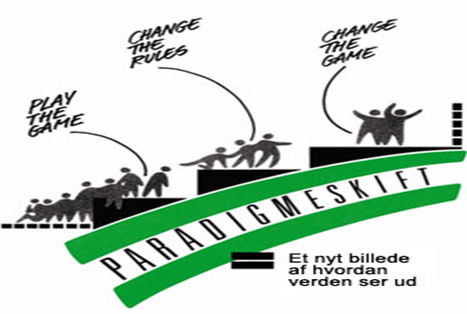 PLAY
THE
GAME
CHANGE
THE
RULES
CHANGE
THE
GAME
PARADIGMESKIFT
Et nyt billede
af hvordan
verden ser ud